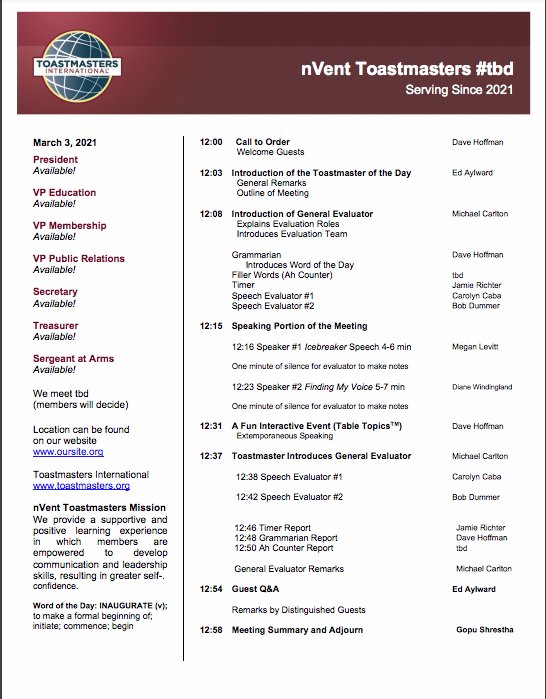 TOASTMASTERS
INTERNATIONAL
nVent Toastmasters #tbd
Serving Since 2021
March 3, 2021
President
Available!
VP Education
Available!
VP Membership
Available!
VP Public Relations
Available!
Secretary
Available!
Treasurer
Available!
Sergeant at Arms
Available!
We meet tbd
(members will decide)
Location can be found
on our website
www.oursite.org
Toastmasters International
www.toastmasters.org
nVent Toastmasters Mission
We provide a supportive and
positive learning experience
in which members are
empowered to develop
communication and leadership
skills, resulting in greater self-.
confidence.
Word of the Day: INAUGURATE (v);
to make a formal beginning of;
initiate; commence; begin
12:00 Call to Order Dave Hoffman
Welcome Guests
12:03 Introduction of the Toastmaster of the Day Ed Aylward
General Remarks
Outline of Meeting
12:08 Introduction of General Evaluator Michael Carlton
Explains Evaluation Roles
Introduces Evaluation Team
Grammarian Dave Hoffman
Introduces Word of the Day
Filler Words (Ah Counter) tbd
Timer Jamie Richter
Speech Evaluator #1 Carolyn Caba
Speech Evaluator #2 Bob Dummer
12:15 Speaking Portion of the Meeting
12:16 Speaker #1 Icebreaker Speech 4-6 min Megan Levitt
One minute of silence for evaluator to make notes
12:23 Speaker #2 Finding My Voice 5-7 min Diane Windingland
One minute of silence for evaluator to make notes
12:31 A Fun Interactive Event (Table Topics™) Dave Hoffman
Extemporaneous Speaking
12:37 Toastmaster Introduces General Evaluator Michael Carlton
12:38 Speech Evaluator #1 Carolyn Caba
12:42 Speech Evaluator #2 Bob Dummer
12:46 Timer Report Jamie Richter
12:48 Grammarian Report Dave Hoffman
12:50 Ah Counter Report tbd
General Evaluator Remarks Michael Carlton
12:54 Guest Q&A Ed Aylward
Remarks by Distinguished Guests
12:58 Meeting Summary and Adjourn Gopu Shrestha